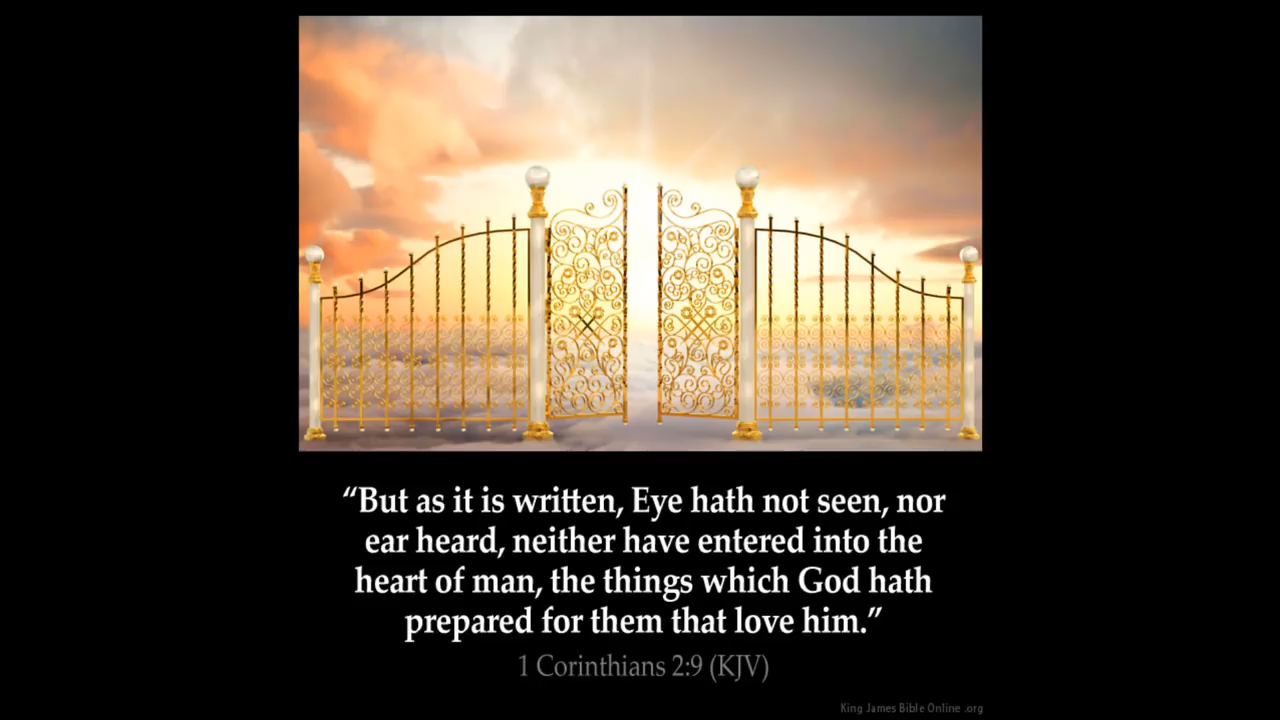 “But as it is written, Eye hath not seen, nor
ear heard, neither have entered into the
heart of man, the things which God hath
prepared for them that love him.”
1 Corinthians 2:9 (KJV)
King James Bible Online .org